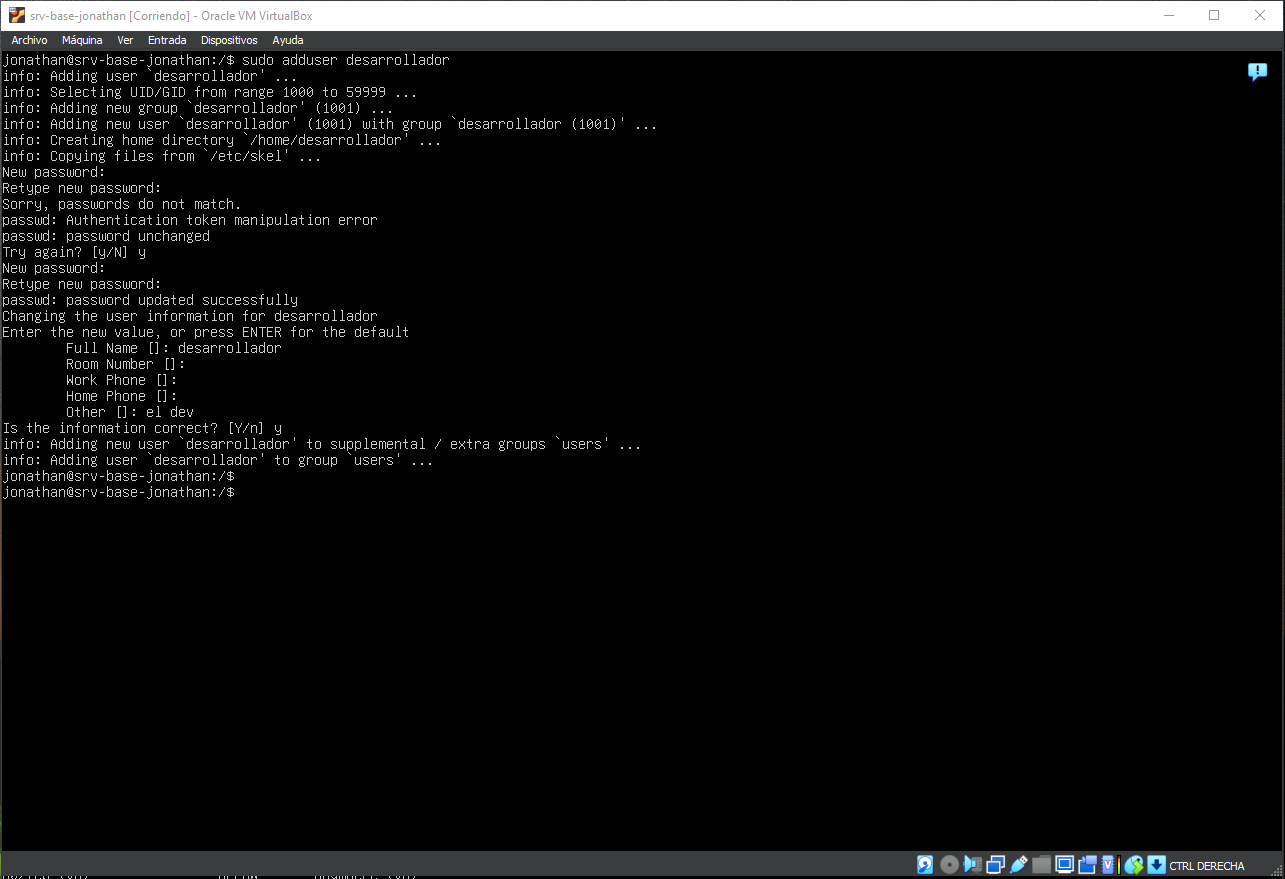 srv-base-jonathan [Corriendo] - Oracle VM VirtualBox
Archivo Máquina Ver Entrada Dispositivos Ayuda
jonathan@srv-base-jonathan:/$ sudo adduser desarrollador
info: Adding user `desarrollador' ...
info: Selecting UID/GID from range 1000 to 59999 ...
info: Adding new group `desarrollador' (1001) ...
info: Adding new user `desarrollador' (1001) with group `desarrollador (1001)' ...
info: Creating home directory `/home/desarrollador' ...
info: Copying files from `/etc/skel' ...
New password:
Retype new password:
Sorry, passwords do not match.
passwd: Authentication token manipulation error
passwd: password unchanged
Try again? [y/N] y
New password:
Retype new password:
passwd: password updated successfully
Changing the user information for desarrollador
Enter the new value, or press ENTER for the default
Full Name []: desarrollador
Room Number []:
Work Phone []:
Home Phone []:
Other []: el dev
Is the information correct? [Y/n] y
info: Adding new user `desarrollador' to supplemental / extra groups `users' ...
info: Adding user `desarrollador' to group `users' ...
jonathan@srv-base-jonathan:/$
jonathan@srv-base-jonathan:/$
CTRL DERECHA